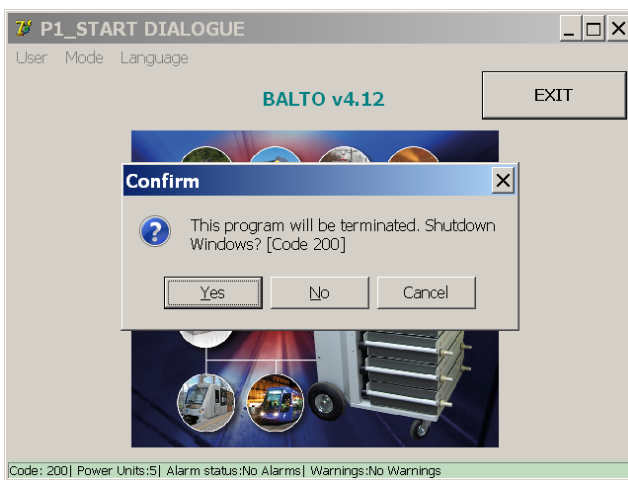 P1_START DIALOGUE
User Mode Language
BALTO v4.12
EXIT
Confirm
This program will be terminated. Shutdown
Windows? [Code 200]
Yes No Cancel
Code: 200| Power Units:5| Alarm status:No Alarms| Warnings:No Warnings